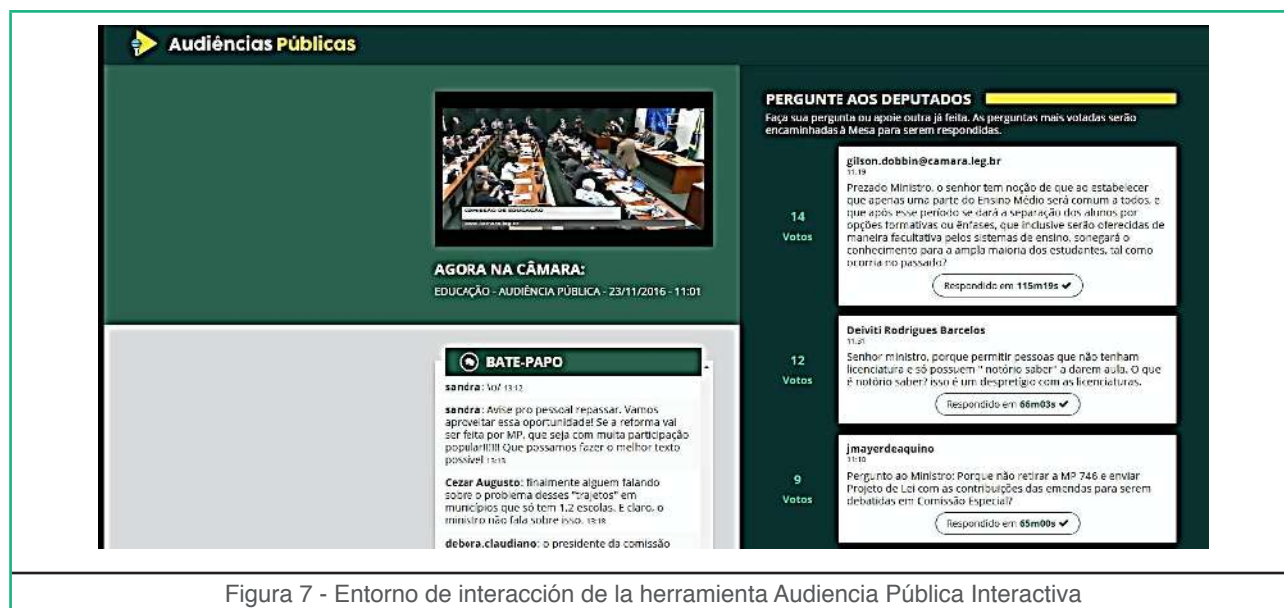 Audiências Públicas
COMISSÃO DE EDUCAÇÃO
www.camara.leg.br
AGORA NA CÂMARA:
EDUCAÇÃO - AUDIÊNCIA PÚBLICA - 23/11/2016 - 11:01
BATE-PAPO
sandra: \o/ 13:12
sandra: Avise pro pessoal repassar. Vamos
aproveitar essa oportunidade! Se a reforma vai
ser feita por MP, que seja com muita participação
popular!!!!! Que possamos fazer o melhor texto
possível
Cezar Augusto: finalmente alguem falando
sobre o problema desses "trajetos" em
municípios que só tem 1,2 escolas. E claro, o
ministro não fala sobre isso. 13:18
debora.claudiano: o presidente da comissão
PERGUNTE AOS DEPUTADOS
Faça sua pergunta ou apoie outra já feita. As perguntas mais votadas serão
encaminhadas à Mesa para serem respondidas.
14
Votos
gilson.dobbin@camara.leg.br
11:19
Prezado Ministro, o senhor tem noção de que ao estabelecer
que apenas uma parte do Ensino Médio será comum a todos, e
que após esse período se dará a separação dos alunos por
opções formativas ou ênfases, que inclusive serão oferecidas de
maneira facultativa pelos sistemas de ensino, sonegará o
conhecimento para a ampla maioria dos estudantes, tal como
ocorria no passado?
Respondido em 115m19s ✔
12
Votos
Deiviti Rodrigues Barcelos
11:31
Senhor ministro, porque permitir pessoas que não tenham
licenciatura e só possuem " notório saber" a darem aula. O que
é notório saber? isso é um despretígio com as licenciaturas.
Respondido em 66m03s ✔
9
Votos
jmayerdeaquino
11:10
Pergunto ao Ministro: Porque não retirar a MP 746 e enviar
Projeto de Lei com as contribuições das emendas para serem
debatidas em Comissão Especial?
Respondido em 65m00s ✔
Figura 7 - Entorno de interacción de la herramienta Audiencia Pública Interactiva